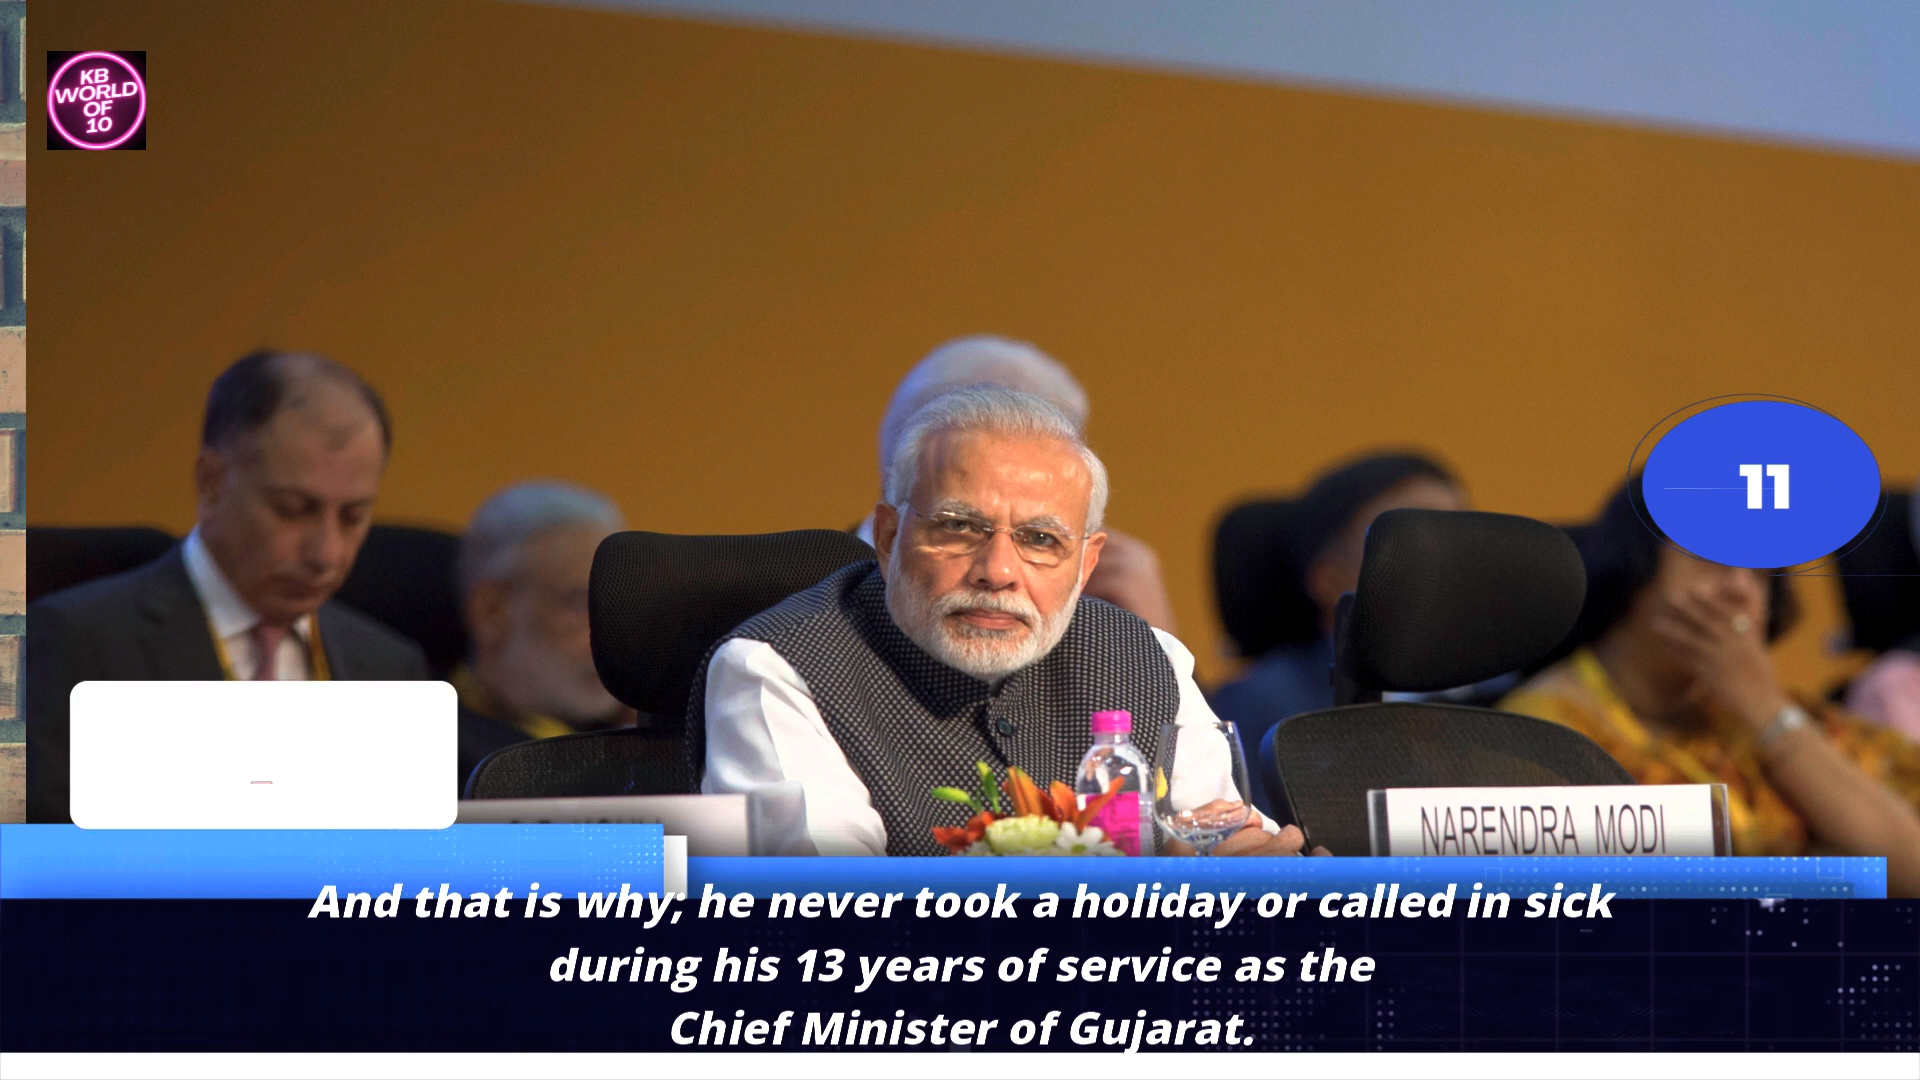 KB
WORLD
OF
10
11
NARENDRA MODI
And that is why; he never took a holiday or called in sick
during his 13 years of service as the
Chief Minister of Gujarat.